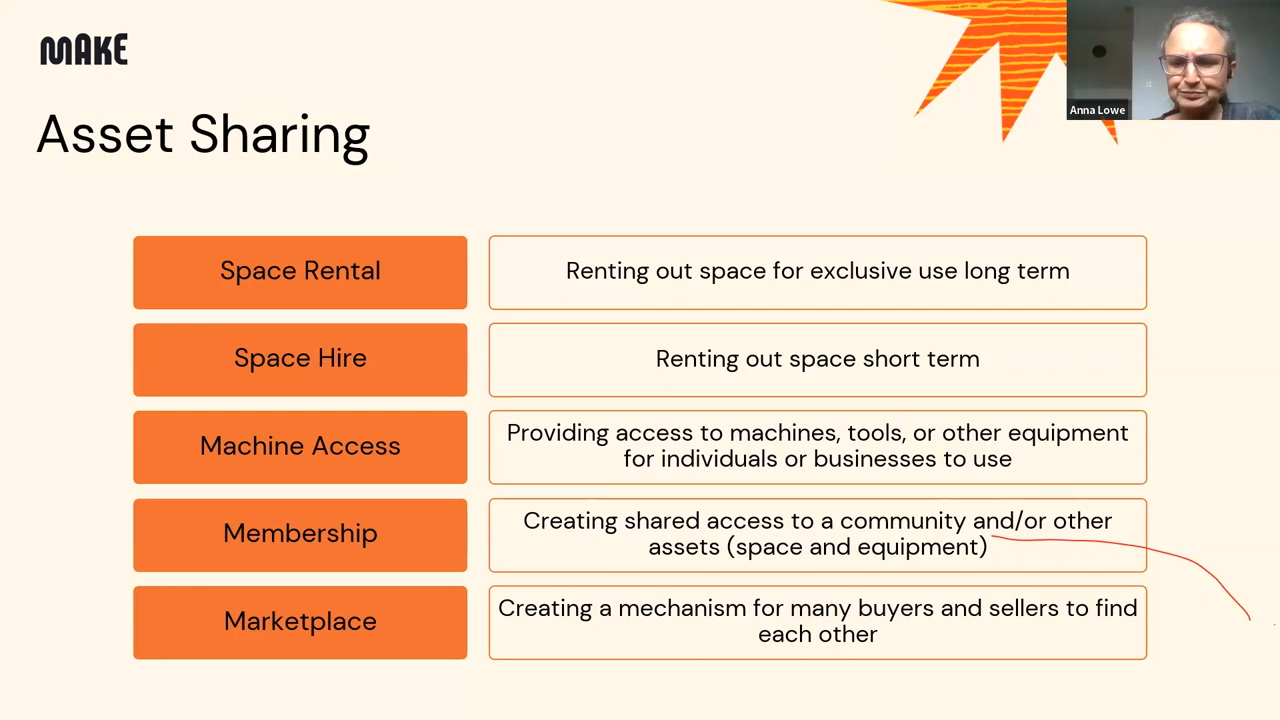 MAKE
Anna Lowe
Asset Sharing
Space Rental
Renting out space for exclusive use long term
Space Hire
Renting out space short term
Machine Access
Providing access to machines, tools, or other equipment
for individuals or businesses to use
Membership
Creating shared access to a community and/or other
assets (space and equipment)
Marketplace
Creating a mechanism for many buyers and sellers to find
each other